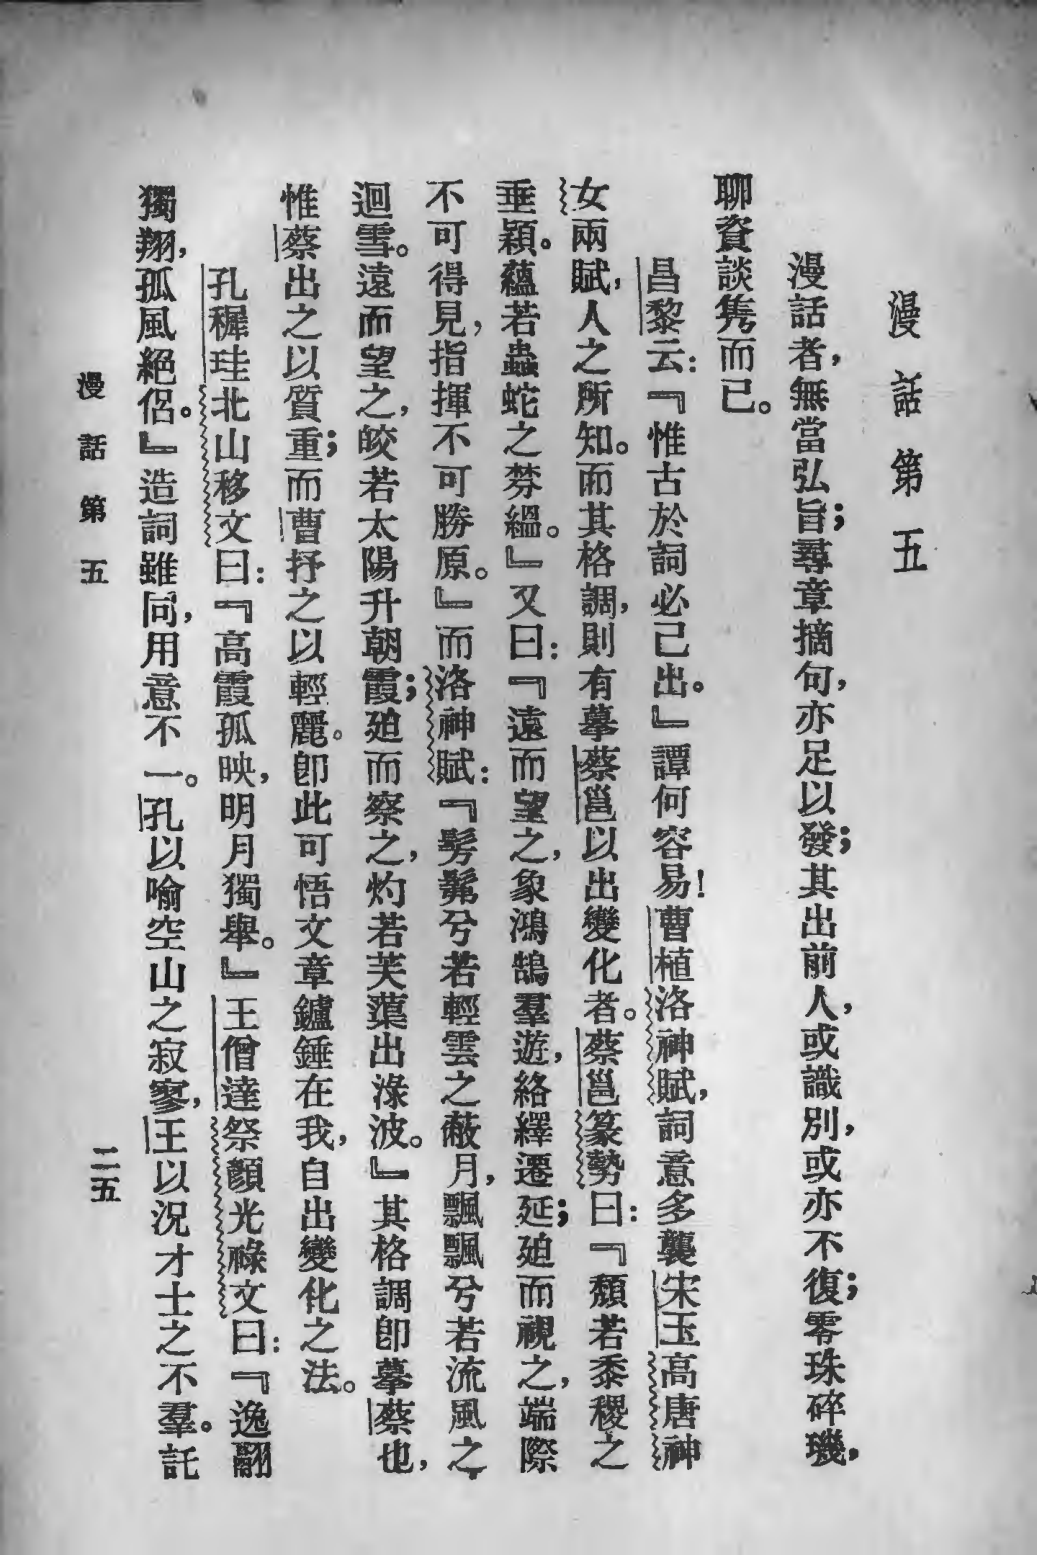 漫話第五
漫話者，無當弘旨；尋章摘句，亦足以發；其出前人，或識別，或亦不復；零珠碎璣，
聊資談雋而已。
昌黎云：『惟古於詞必己出。』譚何容易！曹植洛神賦，詞意多襲宋玉高唐神
女兩賦，人之所知。而其格調，則有摹蔡邕以出變化者。蔡邕篆勢曰：『頹若黍稷之
垂穎。蘊若蟲蛇之棼縕。』又曰：『遠而望之，象鴻鵠羣遊，絡繹遷延；廹而視之，端際
不可得見，指揮不可勝原。』而洛神賦：『髣髴兮若輕雲之蔽月，飄飄兮若流風之
迴雪。遠而望之，皎若太陽升朝霞；廹而察之，灼若芙蕖出淥波。』其格調卽摹蔡也，
惟蔡出之以質重；而曹抒之以輕麗。卽此可悟文章鑪錘在我，自出變化之法。
孔穉珪北山移文曰：『高霞孤映，明月獨舉。』王僧達祭顏光祿文曰：『逸翮
獨翔，孤風絕侶。』造詞雖同，用意不一。孔以喻空山之寂寥，王以況才士之不羣。託
漫話第五
二五